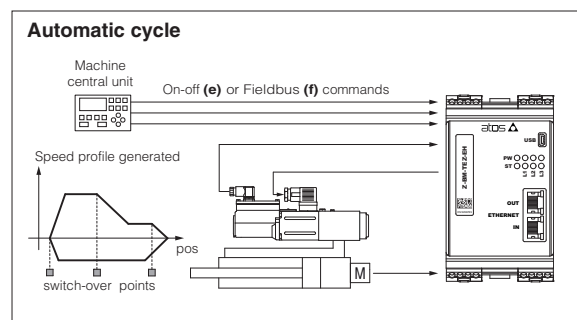 Automatic cycle
Machine
central unit
On-off (e) or Fieldbus (f) commands
atos
USB
Z-BM-TEZ-EH
PW
ST
L1 L2 L3
Speed profile generated
OUT
ETHERNET
IN
pos
M
switch-over points